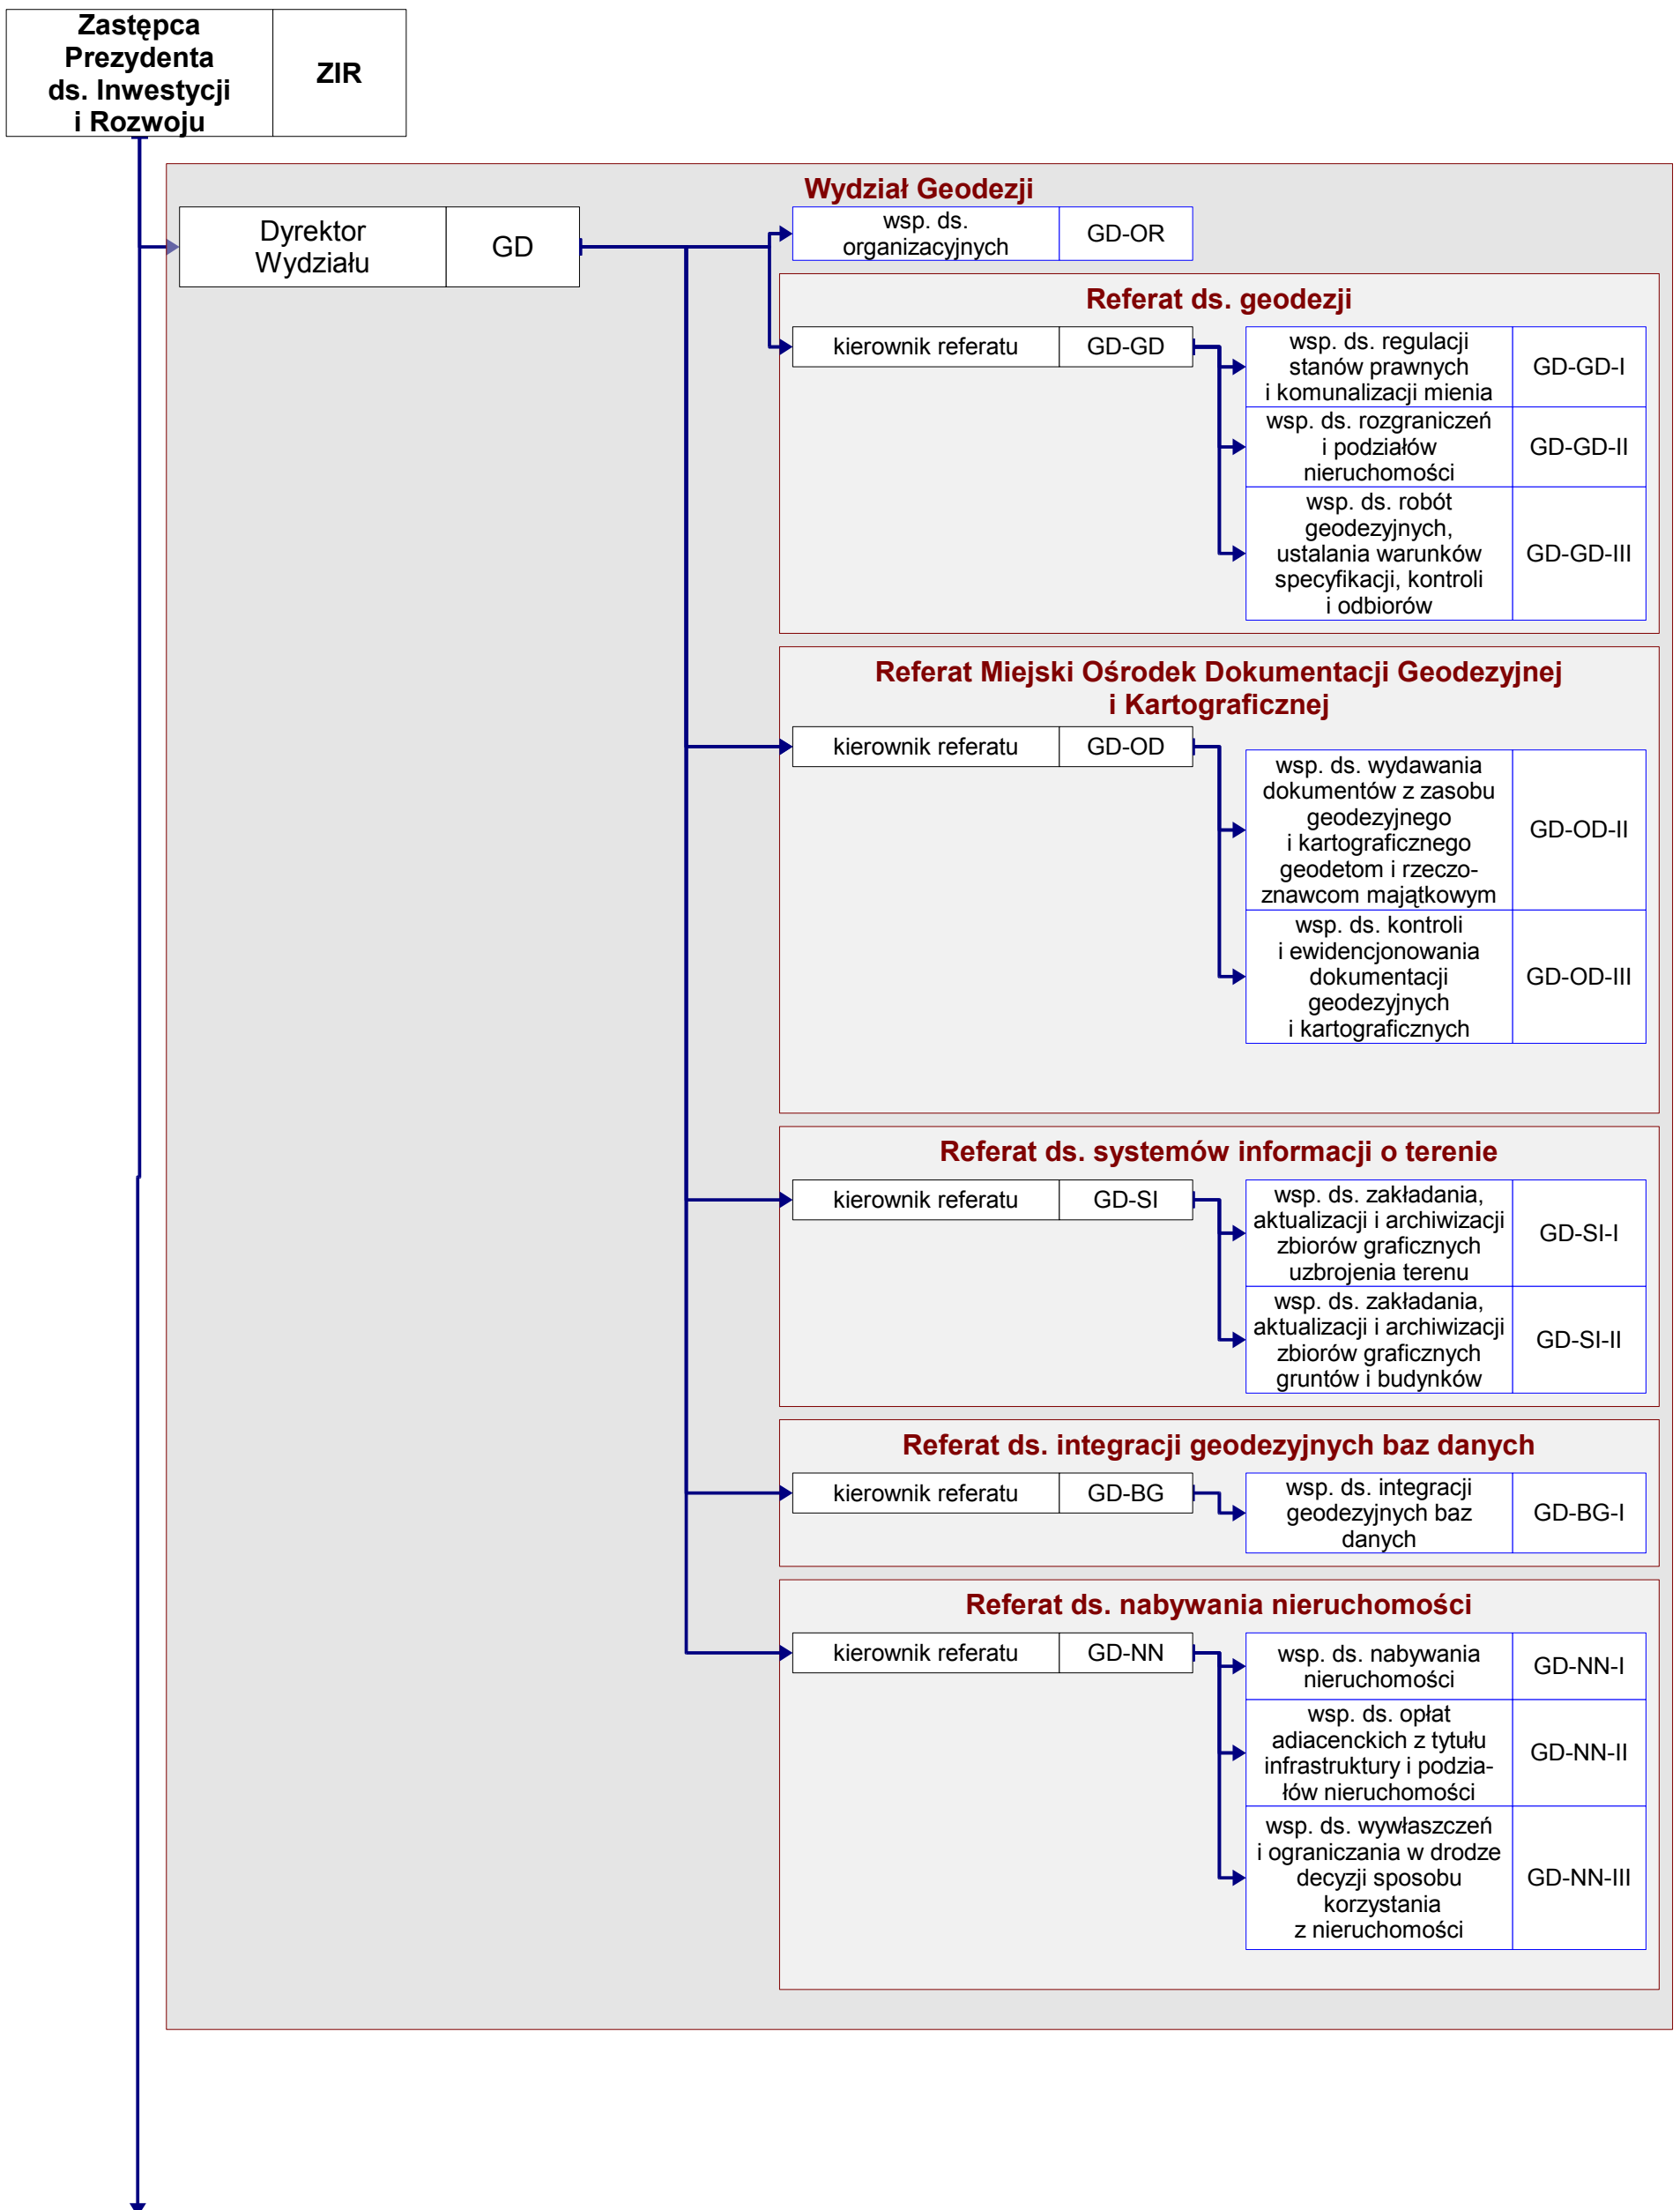 Zastępca
Prezydenta
ds. Inwestycji
i Rozwoju
ZIR
Wydział Geodezji
Dyrektor
Wydziału
GD
wsp. ds.
organizacyjnych
GD-OR
Referat ds. geodezji
kierownik referatu
GD-GD
wsp. ds. regulacji
stanów prawnych
i komunalizacji mienia
GD-GD-I
wsp. ds. rozgraniczeń
i podziałów
nieruchomości
GD-GD-II
wsp. ds. robót
geodezyjnych,
ustalania warunków
specyfikacji, kontroli
i odbiorów
GD-GD-III
Referat Miejski Ośrodek Dokumentacji Geodezyjnej
i Kartograficznej
kierownik referatu
GD-OD
wsp. ds. wydawania
dokumentów z zasobu
geodezyjnego
i kartograficznego
geodetom i rzeczo-
znawcom majątkowym
GD-OD-II
wsp. ds. kontroli
i ewidencjonowania
dokumentacji
geodezyjnych
i kartograficznych
GD-OD-III
Referat ds. systemów informacji o terenie
kierownik referatu
GD-SI
wsp. ds. zakładania,
aktualizacji i archiwizacji
zbiorów graficznych
uzbrojenia terenu
GD-SI-I
wsp. ds. zakładania,
aktualizacji i archiwizacji
zbiorów graficznych
gruntów i budynków
GD-SI-II
Referat ds. integracji geodezyjnych baz danych
kierownik referatu
GD-BG
wsp. ds. integracji
geodezyjnych baz
danych
GD-BG-I
Referat ds. nabywania nieruchomości
kierownik referatu
GD-NN
wsp. ds. nabywania
nieruchomości
GD-NN-I
wsp. ds. opłat
adiacenckich z tytułu
infrastruktury i podzia-
łów nieruchomości
GD-NN-II
wsp. ds. wywłaszczeń
i ograniczania w drodze
decyzji sposobu
korzystania
z nieruchomości
GD-NN-III